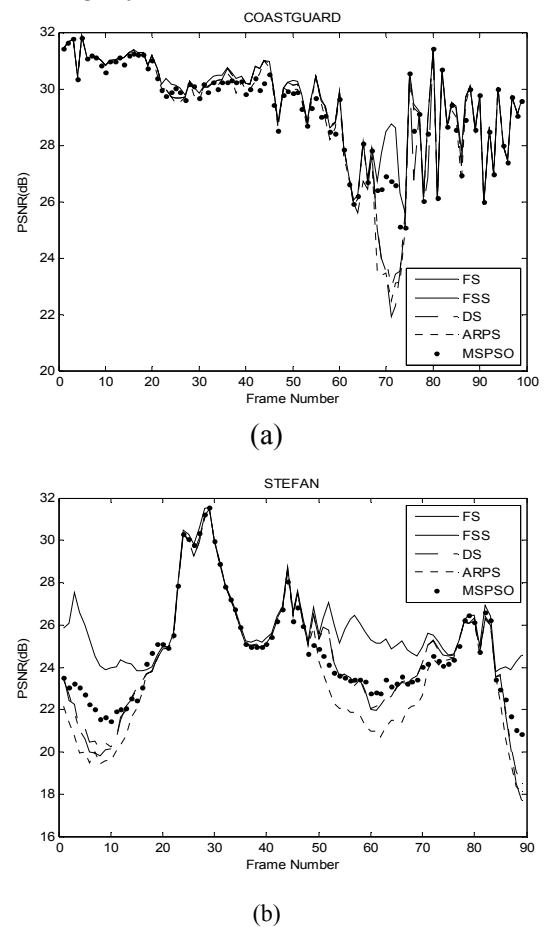 COASTGUARD
32
30
28
26
24
22
20
PSNR(dB)
FS
FSS
DS
ARPS
MSPSO
0 10 20 30 40 50 60 70 80 90 100
Frame Number
(a)
STEFAN
32
30
28
26
24
22
20
18
16
PSNR(dB)
FS
FSS
DS
ARPS
MSPSO
0 10 20 30 40 50 60 70 80 90
Frame Number
(b)